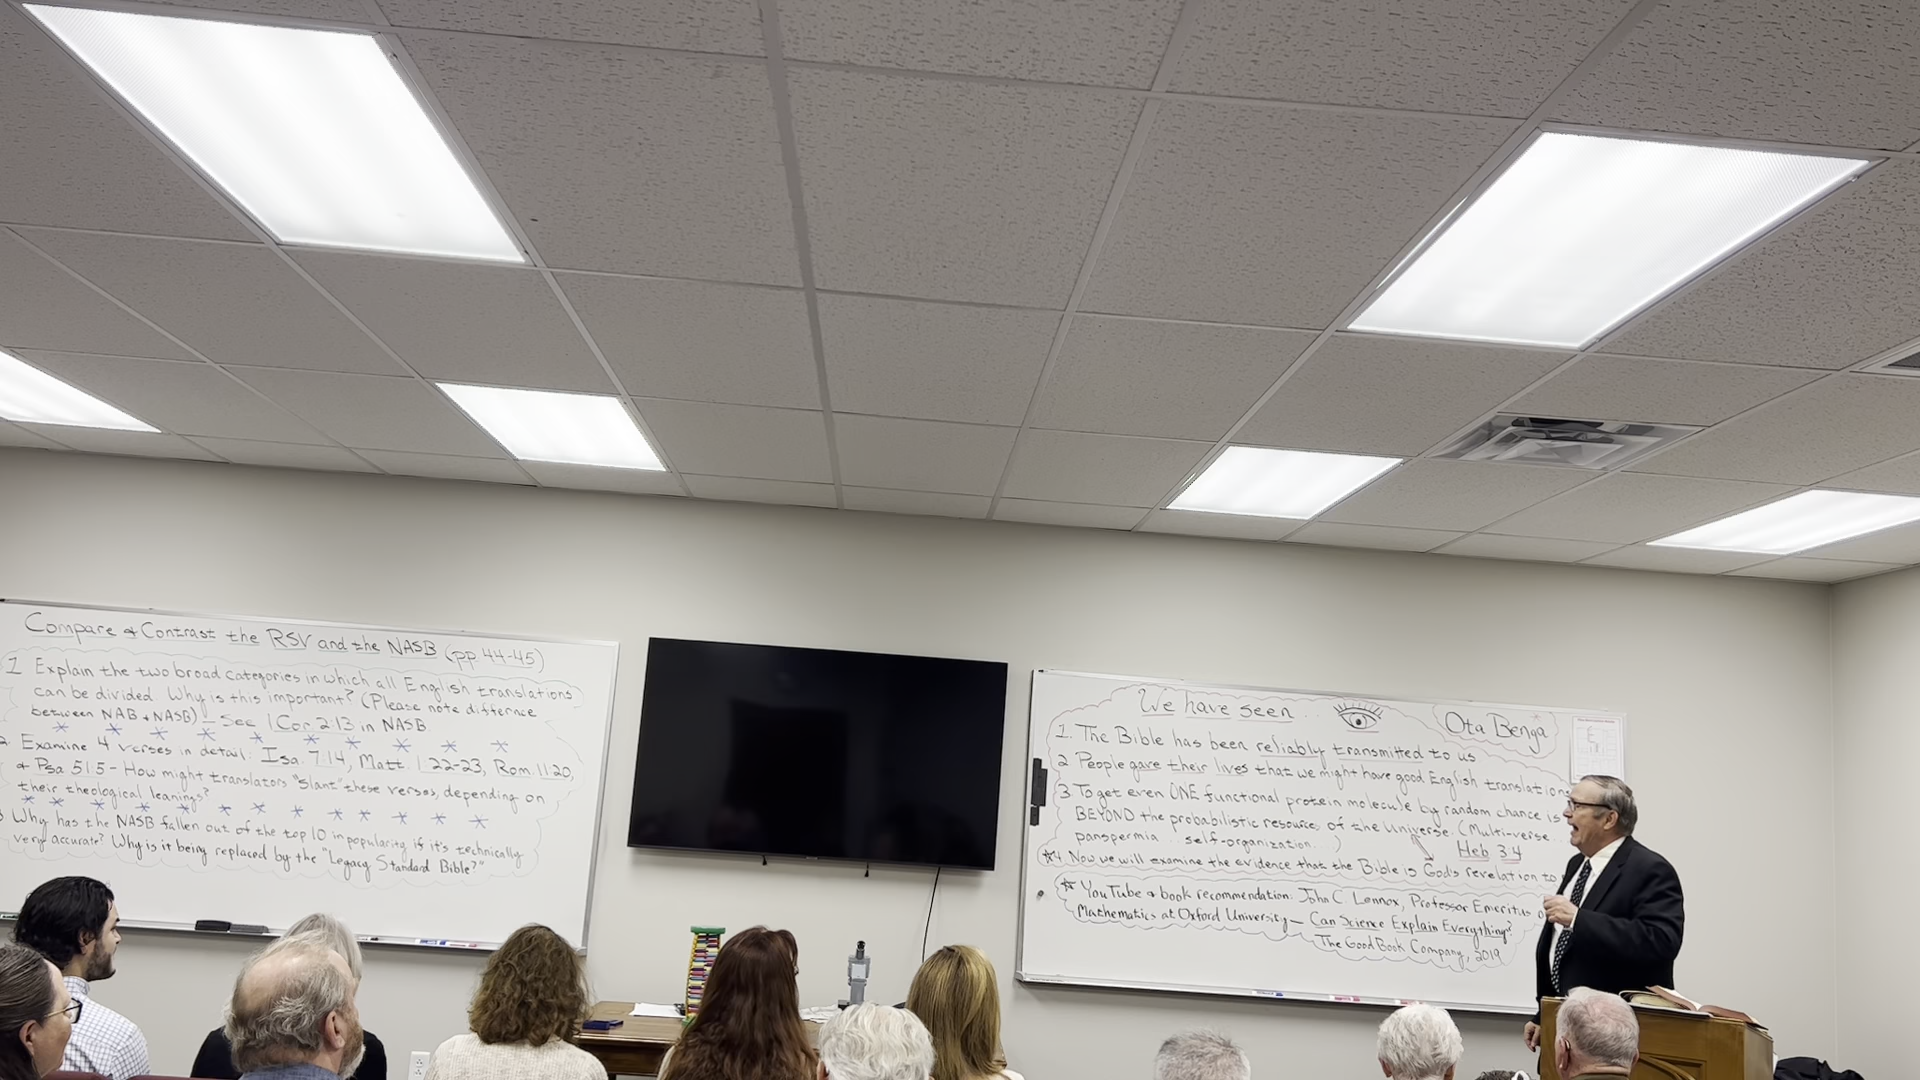 Compare & Contrast the RSV and the NASB (pp. 44-45)
1 Explain the two broad categories in which all English translations
can be divided. Why is this important? (Please note differnce
between NAB & NASB) - See 1 Cor 2:13 in NASB.
2. Examine 4 verses in detail: Isa. 7:14, Matt. 1:22-23, Rom. 11:20,
& Psa 51:5 - How might translators "slant" these verses, depending on
their theological leanings?
3 Why has the NASB fallen out of the top 10 in popularity if it's technically
very accurate? Why is it being replaced by the "Legacy Standard Bible?"
We have seen...
Ota Benga
1. The Bible has been reliably transmitted to us
2 People gave their lives that we might have good English translations
3 To get even ONE functional protein molecule by random chance is
BEYOND the probabilistic resources of the Universe. (Multi-verse...
panspermia... self-organization...)
Heb 3:4
*4 Now we will examine the evidence that the Bible is God's revelation to
YouTube & book recommendation: John C. Lennox, Professor Emeritus
Mathematics at Oxford University - Can Science Explain Everything?
The Good Book Company, 2019